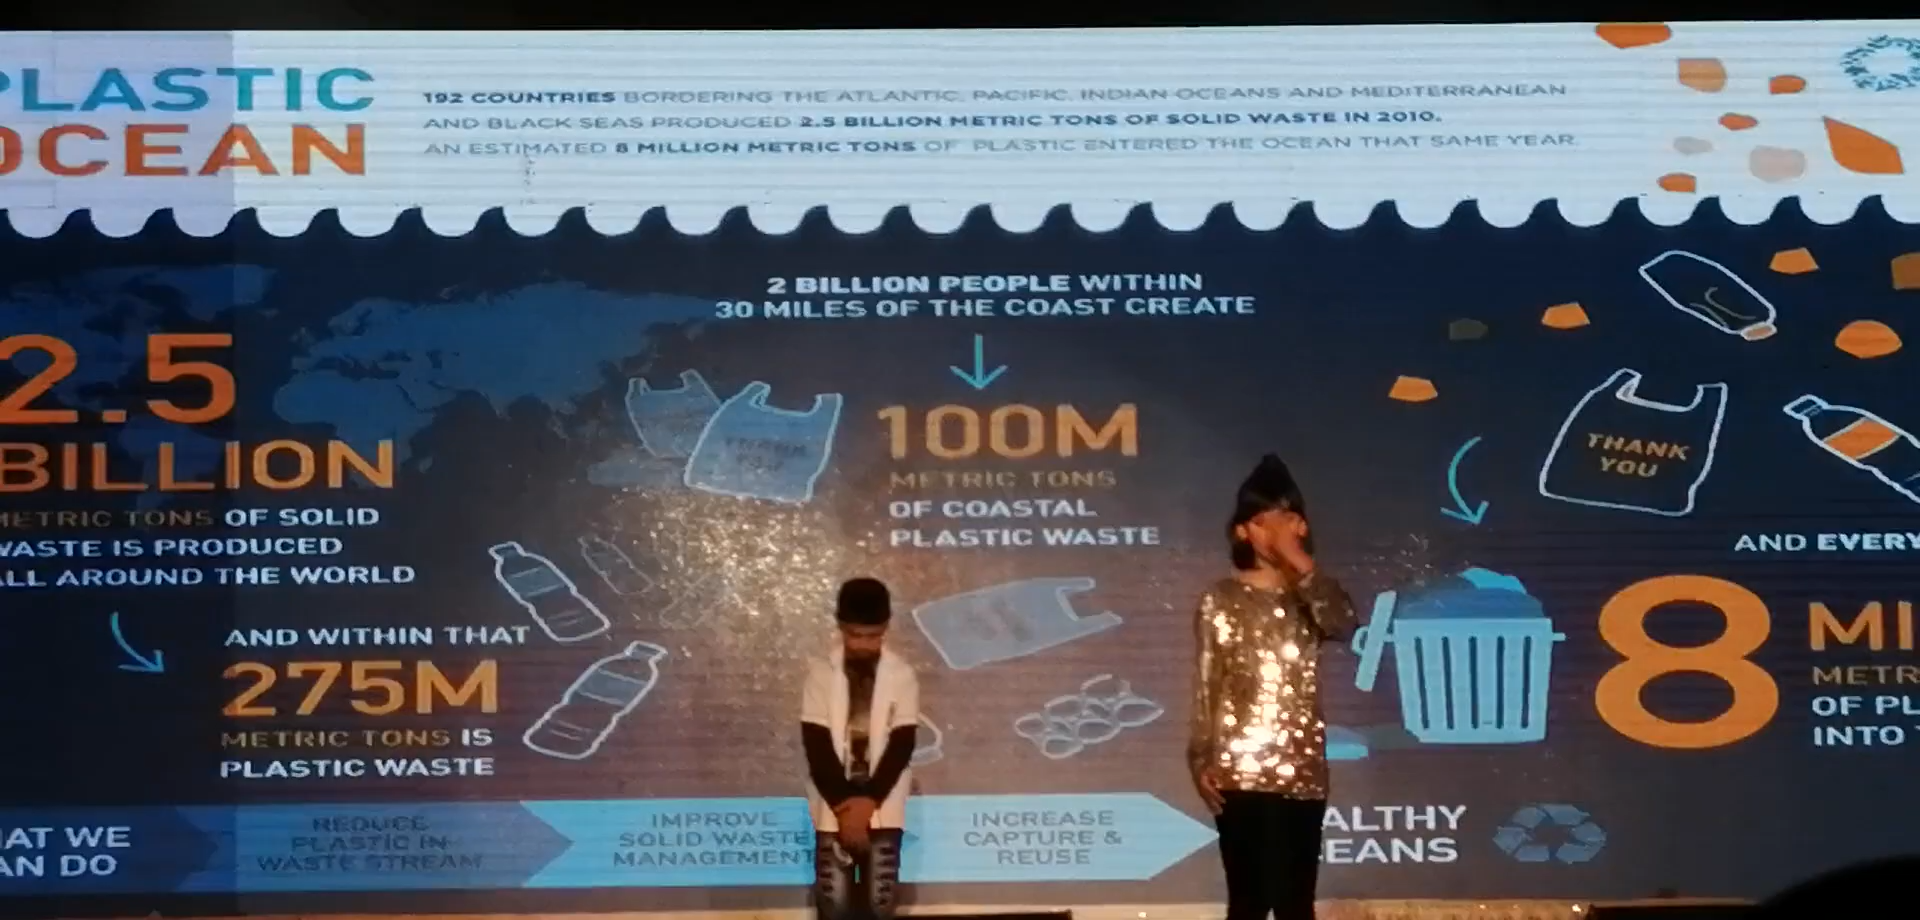 PLASTIC
OCEAN
192 COUNTRIES BORDERING THE ATLANTIC, PACIFIC, INDIAN OCEANS AND MEDITERRANEAN
AND BLACK SEAS PRODUCED 2.5 BILLION METRIC TONS OF SOLID WASTE IN 2010.
AN ESTIMATED 8 MILLION METRIC TONS OF PLASTIC ENTERED THE OCEAN THAT SAME YEAR.
2.5
BILLION
METRIC TONS OF SOLID
WASTE IS PRODUCED
ALL AROUND THE WORLD
AND WITHIN THAT
275M
METRIC TONS IS
PLASTIC WASTE
2 BILLION PEOPLE WITHIN
30 MILES OF THE COAST CREATE
100M
METRIC TONS
OF COASTAL
PLASTIC WASTE
THANK
YOU
AND EVERY
8 MI
METR
OF PL
INTO
AT WE
AN DO
REDUCE
PLASTIC IN
WASTE STREAM
IMPROVE
SOLID WASTE
MANAGEMENT
INCREASE
CAPTURE &
REUSE
ALTHY
EANS